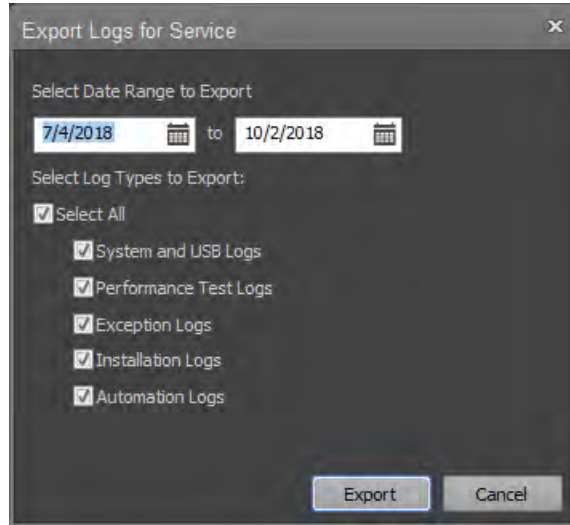 Export Logs for Service
Select Date Range to Export
7/4/2018 to 10/2/2018
Select Log Types to Export:
Select All
System and USB Logs
Performance Test Logs
Exception Logs
Installation Logs
Automation Logs
Export Cancel